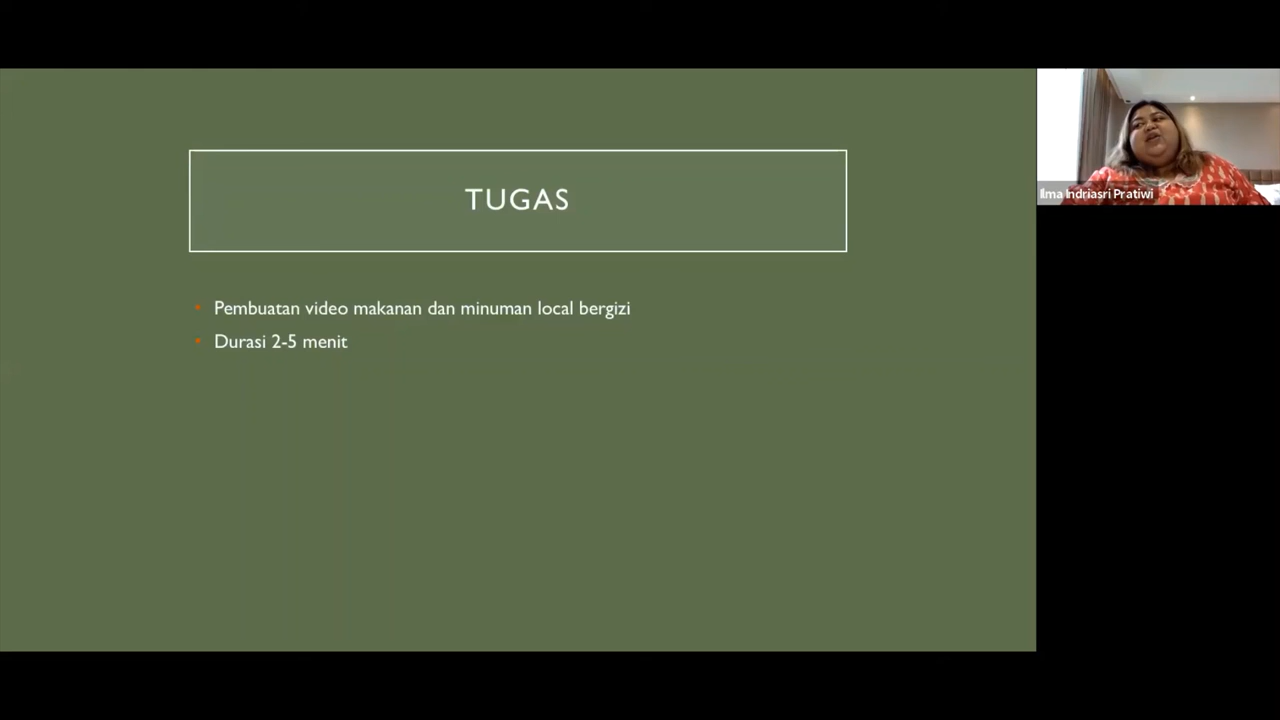 TUGAS
Pembuatan video makanan dan minuman local bergizi
Durasi 2-5 menit
Ilma Indriasri Pratiwi